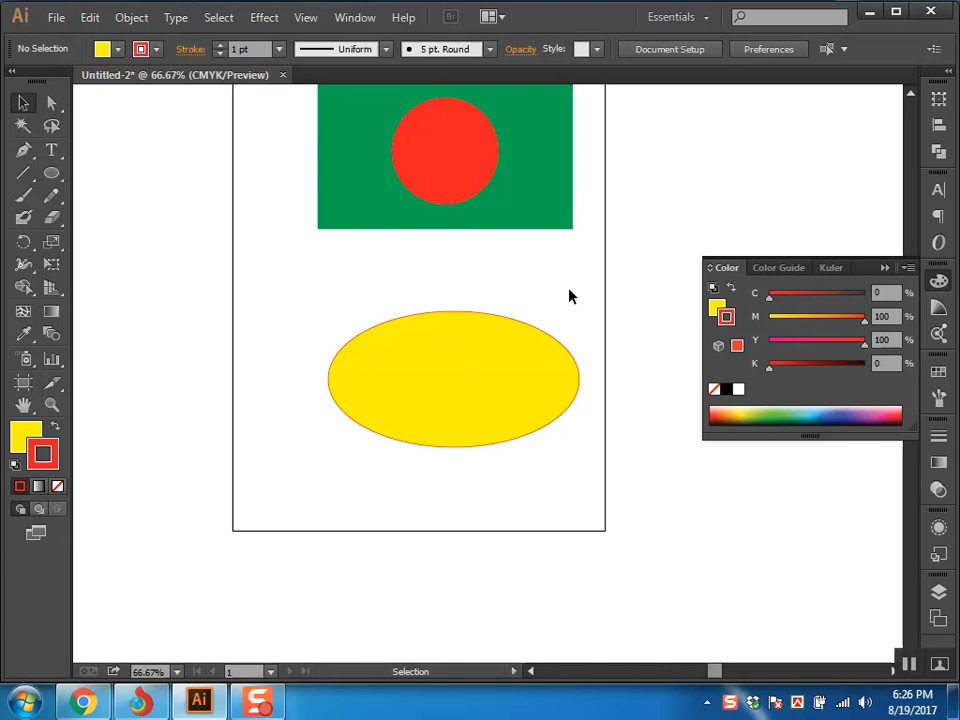 Ai File Edit Object Type Select Effect View Window Help Br Essentials
No Selection Stroke: 1 pt Uniform 5 pt. Round Opacity Style: Document Setup Preferences
Untitled-2* @ 66.67% (CMYK/Preview) ×
Color Color Guide Kuler
C 0 %
M 100 %
Y 100 %
K 0 %
66.67% 1 Selection
Ai S S A 6:26 PM
8/19/2017